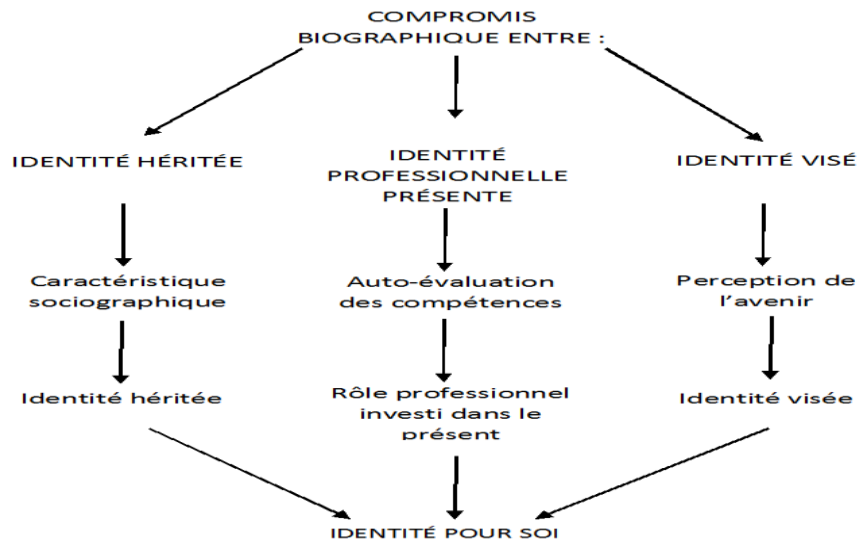 COMPROMIS
BIOGRAPHIQUE ENTRE :
IDENTITÉ HÉRITÉE
IDENTITÉ
PROFESSIONNELLE
PRÉSENTE
IDENTITÉ VISÉ
Caractéristique
sociographique
Auto-évaluation
des compétences
Perception de
l’avenir
Identité héritée
Rôle professionnel
investi dans le
présent
Identité visée
IDENTITÉ POUR SOI